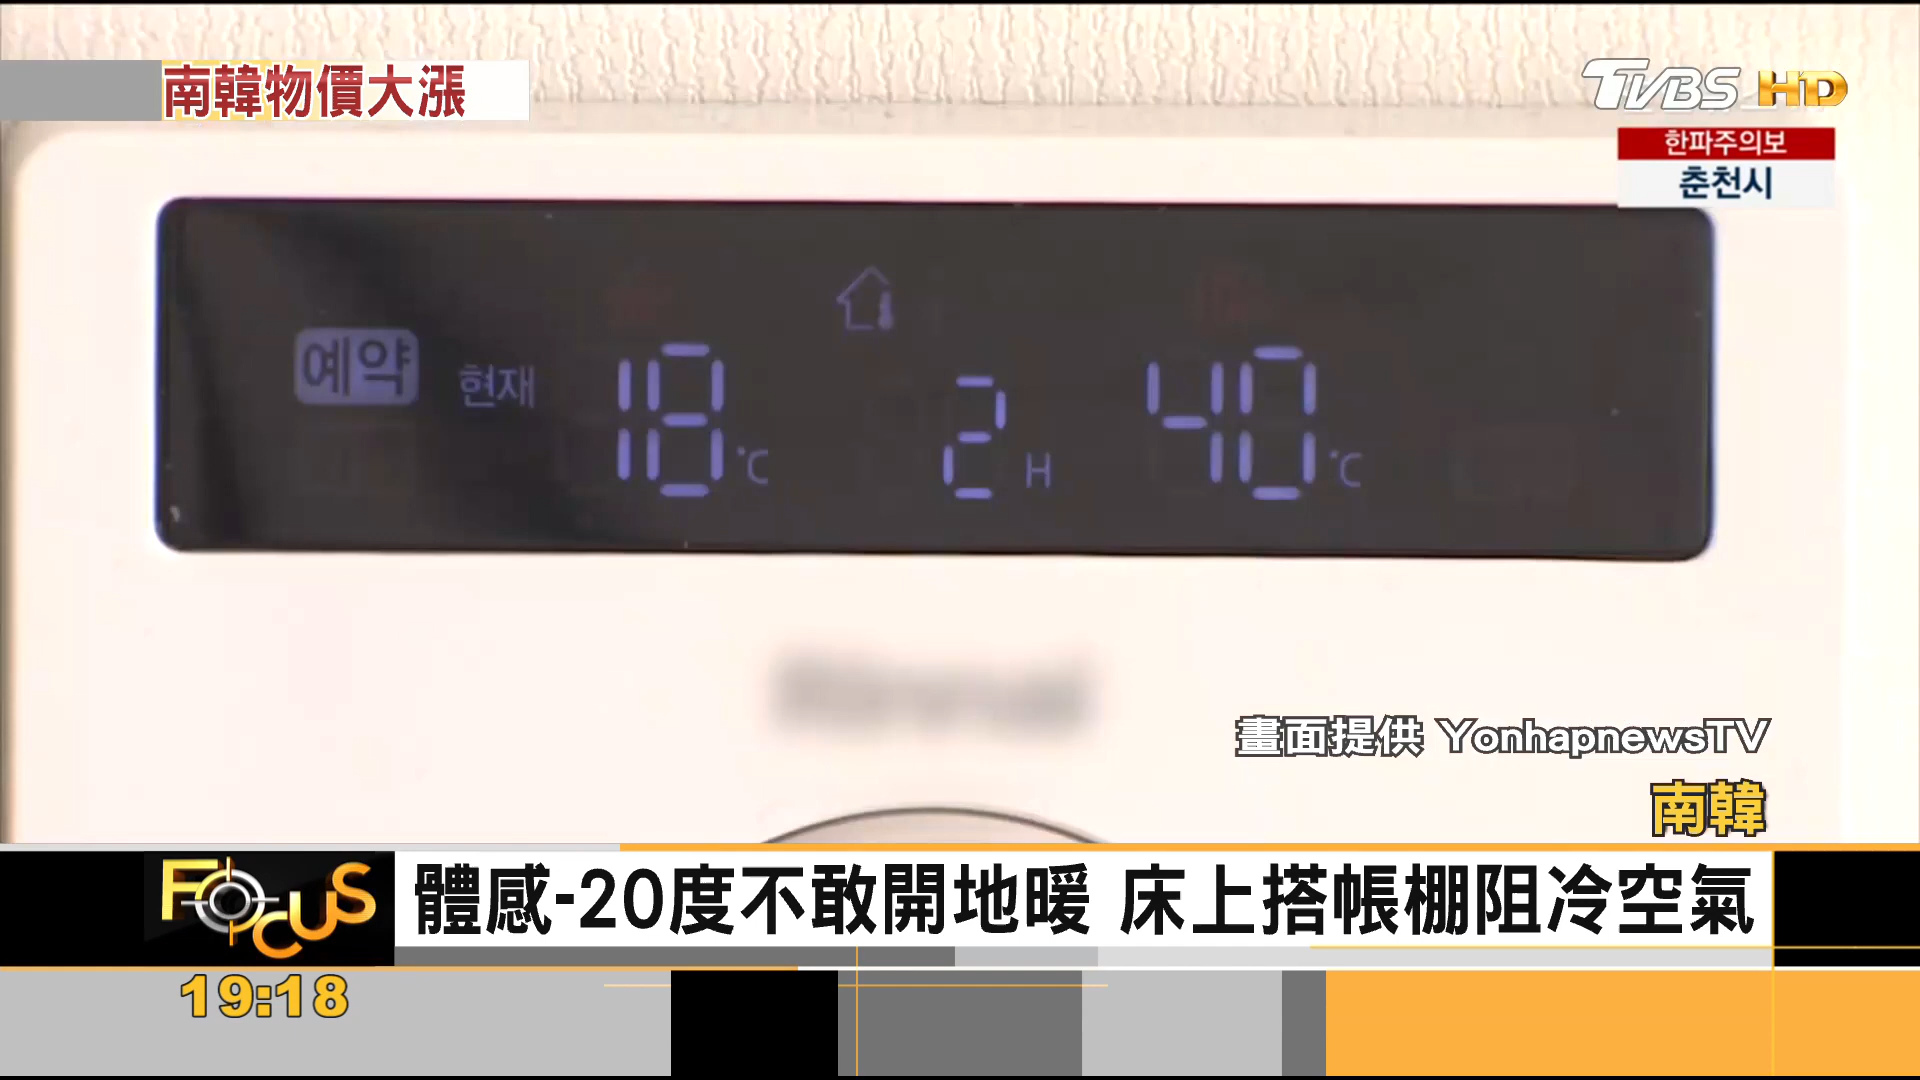 南韓物價大漲
TVBS HD
한파주의보
춘천시
예약 현재 18°C 2H 40°C
畫面提供 YonhapnewsTV
南韓
FOCUS
體感-20度不敢開地暖 床上搭帳棚阻冷空氣
19:18